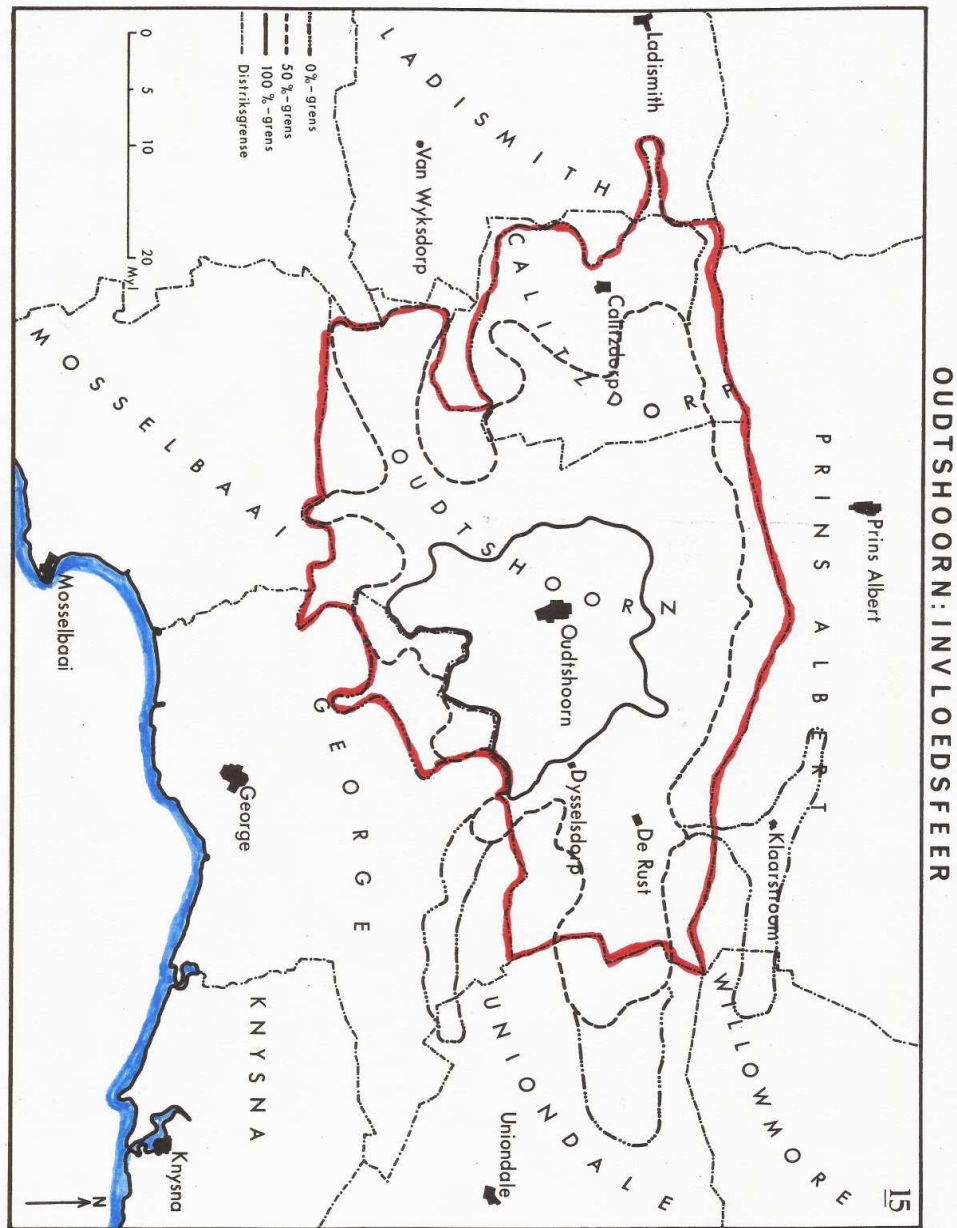 OUDTSHOORN: INVLOEDSFEER
15
PRINS ALBERT
Prins Albert
Klaarstroom
WILLOWMORE
Ladismith
LADISMITH
CALITZDORP
Calitzdorp
OUDTSHOORN
Oudtshoorn
De Rust
Dysselsdorp
Van Wyksdorp
UNIONDALE
Uniondale
GEORGE
George
MOSSELBAAI
Mosselbaai
KNYSNA
Knysna
0%-grens
50%-grens
100%-grens
Distriksgrense
0 5 10 20
Myl
N